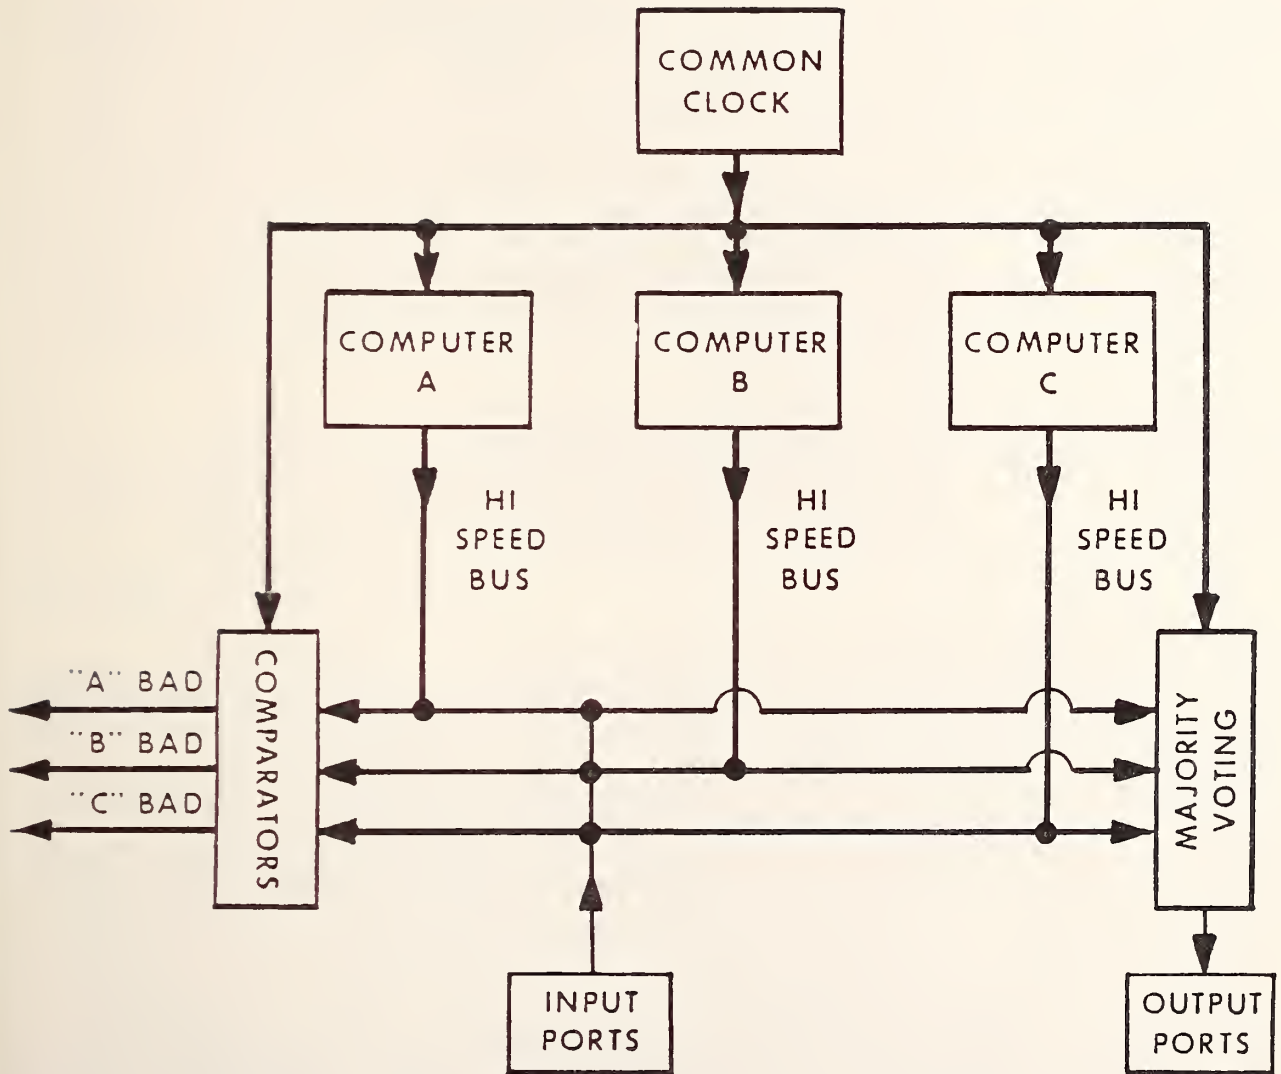 COMMON
CLOCK
COMPUTER
A
COMPUTER
B
COMPUTER
C
HI
SPEED
BUS
HI
SPEED
BUS
HI
SPEED
BUS
"A" BAD
"B" BAD
"C" BAD
COMPARATORS
MAJORITY
VOTING
INPUT
PORTS
OUTPUT
PORTS